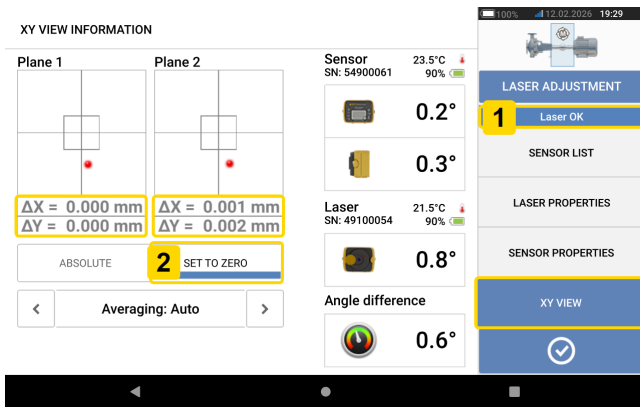 100% 12.02.2026 19:29
XY VIEW INFORMATION
Plane 1
Plane 2
ΔX = 0.000 mm
ΔY = 0.000 mm
ΔX = 0.001 mm
ΔY = 0.002 mm
ABSOLUTE
2
SET TO ZERO
<
Averaging: Auto
>
Sensor
SN: 54900061
23.5°C
90%
0.2°
0.3°
Laser
SN: 49100054
21.5°C
90%
0.8°
Angle difference
0.6°
LASER ADJUSTMENT
1
Laser OK
SENSOR LIST
LASER PROPERTIES
SENSOR PROPERTIES
XY VIEW